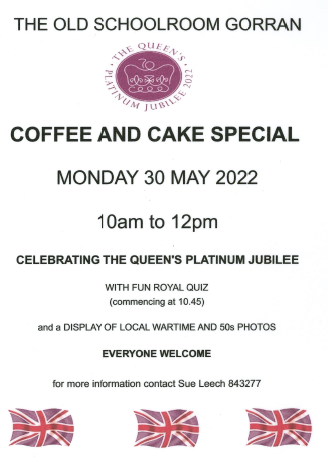 THE OLD SCHOOLROOM GORRAN
THE QUEEN'S
70
PLATINUM JUBILEE 2022
COFFEE AND CAKE SPECIAL
MONDAY 30 MAY 2022
10am to 12pm
CELEBRATING THE QUEEN'S PLATINUM JUBILEE
WITH FUN ROYAL QUIZ
(commencing at 10.45)
and a DISPLAY OF LOCAL WARTIME AND 50s PHOTOS
EVERYONE WELCOME
for more information contact Sue Leech 843277